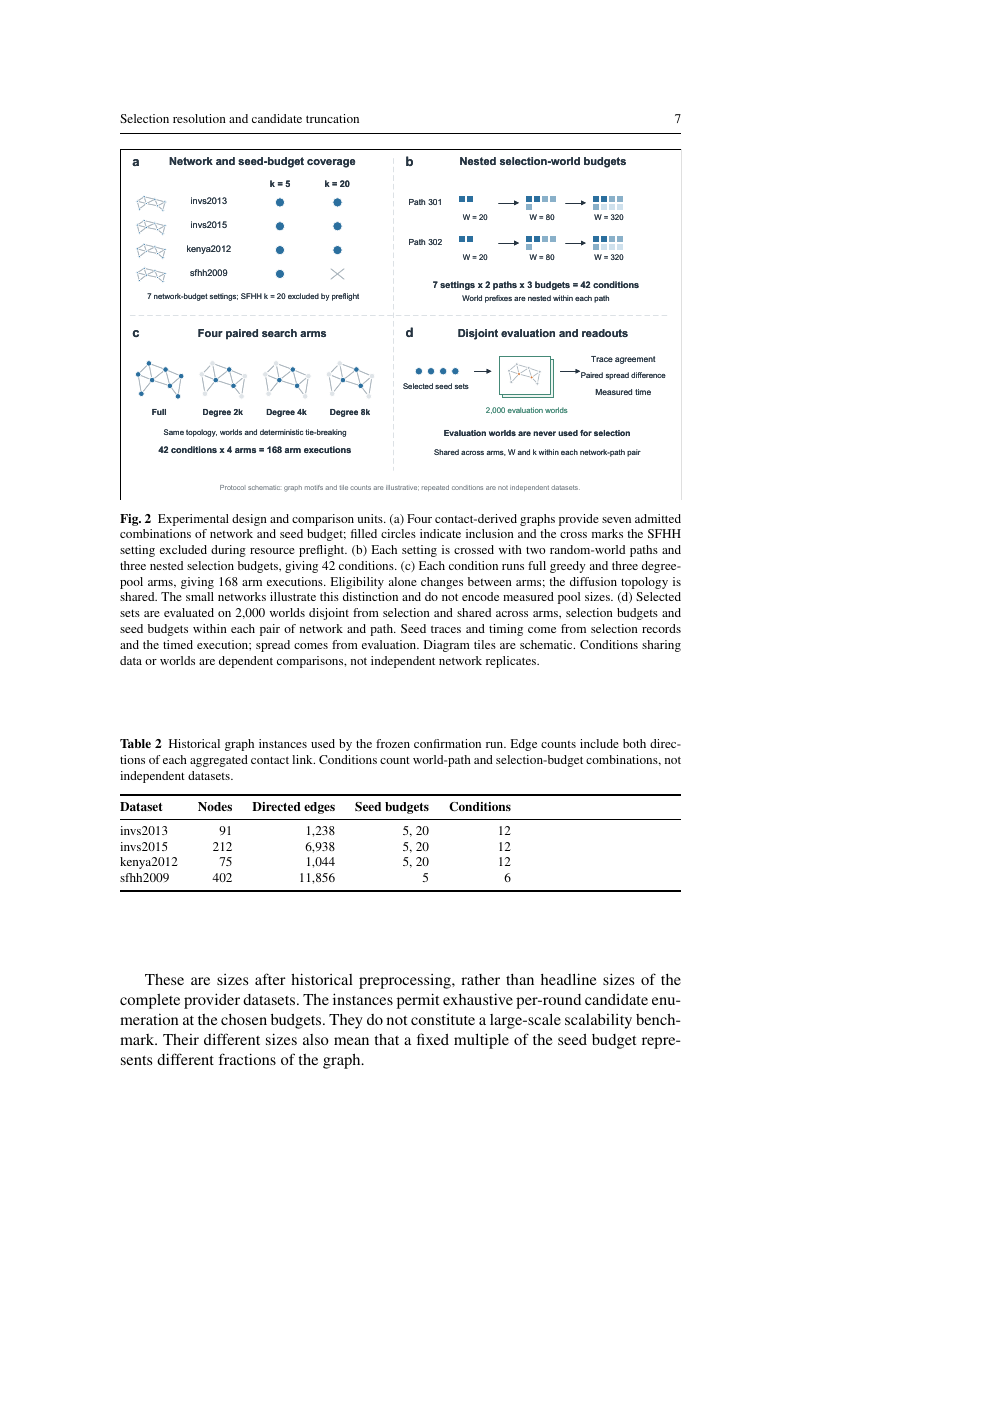 Selection resolution and candidate truncation 7
a Network and seed-budget coverage
k = 5 k = 20
invs2013
invs2015
kenya2012
sfhh2009
7 network-budget settings; SFHH k = 20 excluded by preflight
b Nested selection-world budgets
Path 301
W = 20 W = 80 W = 320
Path 302
W = 20 W = 80 W = 320
7 settings x 2 paths x 3 budgets = 42 conditions
World prefixes are nested within each path
c Four paired search arms
Full Degree 2k Degree 4k Degree 8k
Same topology, worlds and deterministic tie-breaking
42 conditions x 4 arms = 168 arm executions
d Disjoint evaluation and readouts
Selected seed sets
2,000 evaluation worlds
Trace agreement
Paired spread difference
Measured time
Evaluation worlds are never used for selection
Shared across arms, W and k within each network-path pair
Protocol schematic: graph motifs and tile counts are illustrative; repeated conditions are not independent datasets.
Fig. 2 Experimental design and comparison units. (a) Four contact-derived graphs provide seven admitted
combinations of network and seed budget; filled circles indicate inclusion and the cross marks the SFHH
setting excluded during resource preflight. (b) Each setting is crossed with two random-world paths and
three nested selection budgets, giving 42 conditions. (c) Each condition runs full greedy and three degree-
pool arms, giving 168 arm executions. Eligibility alone changes between arms; the diffusion topology is
shared. The small networks illustrate this distinction and do not encode measured pool sizes. (d) Selected
sets are evaluated on 2,000 worlds disjoint from selection and shared across arms, selection budgets and
seed budgets within each pair of network and path. Seed traces and timing come from selection records
and the timed execution; spread comes from evaluation. Diagram tiles are schematic. Conditions sharing
data or worlds are dependent comparisons, not independent network replicates.
Table 2 Historical graph instances used by the frozen confirmation run. Edge counts include both direc-
tions of each aggregated contact link. Conditions count world-path and selection-budget combinations, not
independent datasets.
Dataset Nodes Directed edges Seed budgets Conditions
invs2013 91 1,238 5, 20 12
invs2015 212 6,938 5, 20 12
kenya2012 75 1,044 5, 20 12
sfhh2009 402 11,856 5 6
These are sizes after historical preprocessing, rather than headline sizes of the
complete provider datasets. The instances permit exhaustive per-round candidate enu-
meration at the chosen budgets. They do not constitute a large-scale scalability bench-
mark. Their different sizes also mean that a fixed multiple of the seed budget repre-
sents different fractions of the graph.